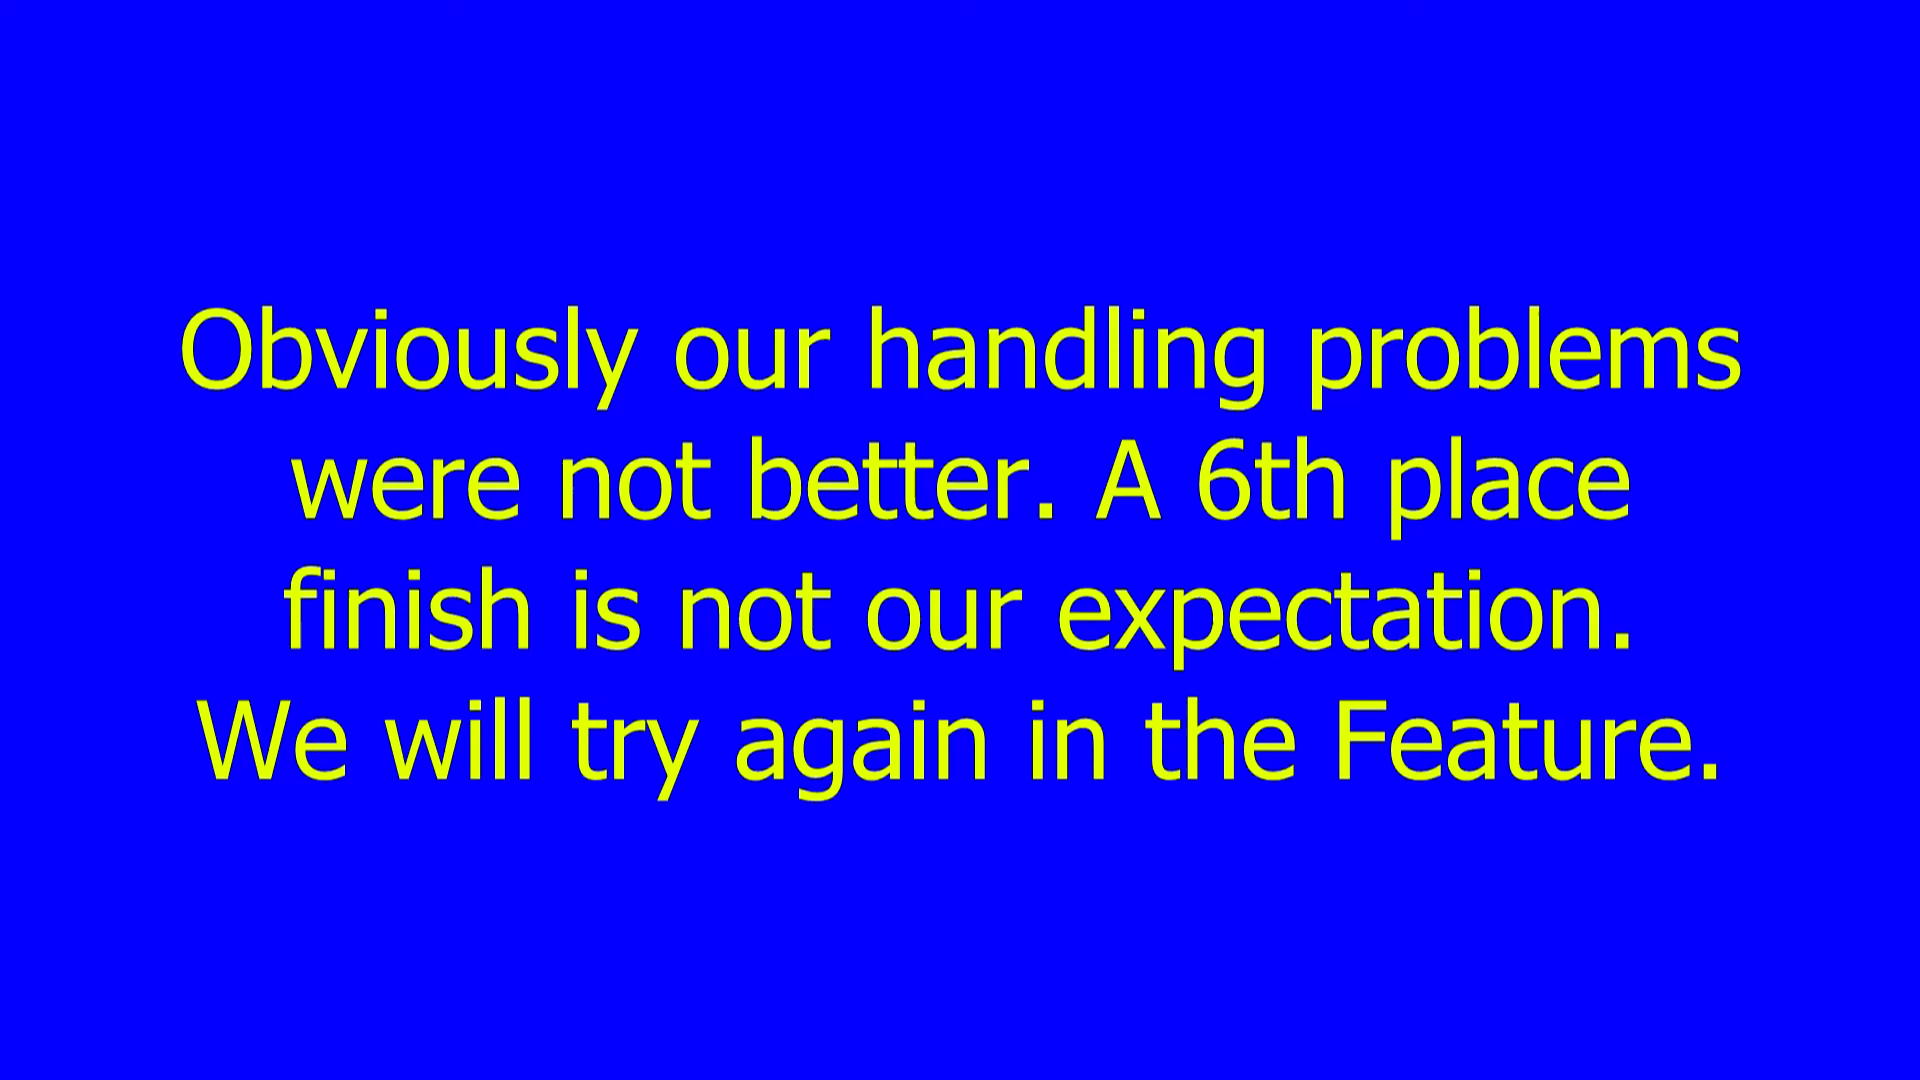 Obviously our handling problems
were not better. A 6th place
finish is not our expectation.
We will try again in the Feature.